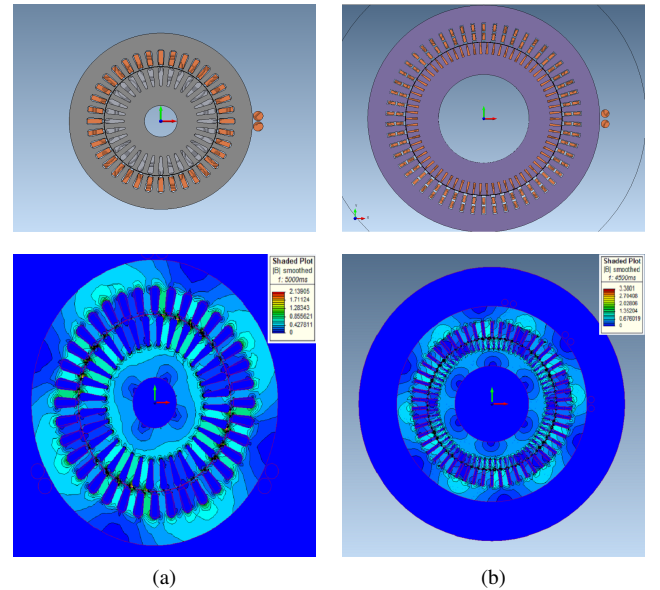 Shaded Plot
|B| smoothed
t: 5000ms
2.13905
1.71124
1.28343
0.855621
0.427811
0
Shaded Plot
|B| smoothed
t: 4500ms
3.3801
2.70408
2.02806
1.35204
0.676019
0
(a)
(b)